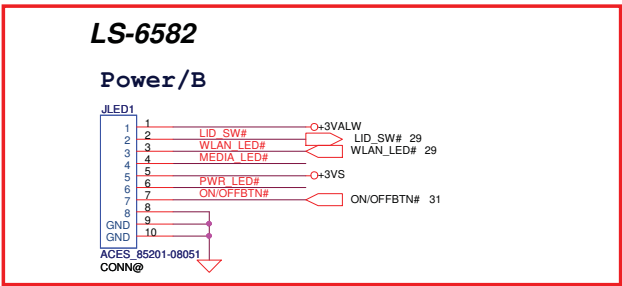 LS-6582
Power/B
JLED1
1 1 +3VALW
2 2 LID_SW# LID_SW# 29
3 3 WLAN_LED# WLAN_LED# 29
4 4 MEDIA_LED#
5 5 +3VS
6 6 PWR_LED#
7 7 ON/OFFBTN# ON/OFFBTN# 31
8 8
GND 9
GND 10
ACES_85201-08051
CONN@